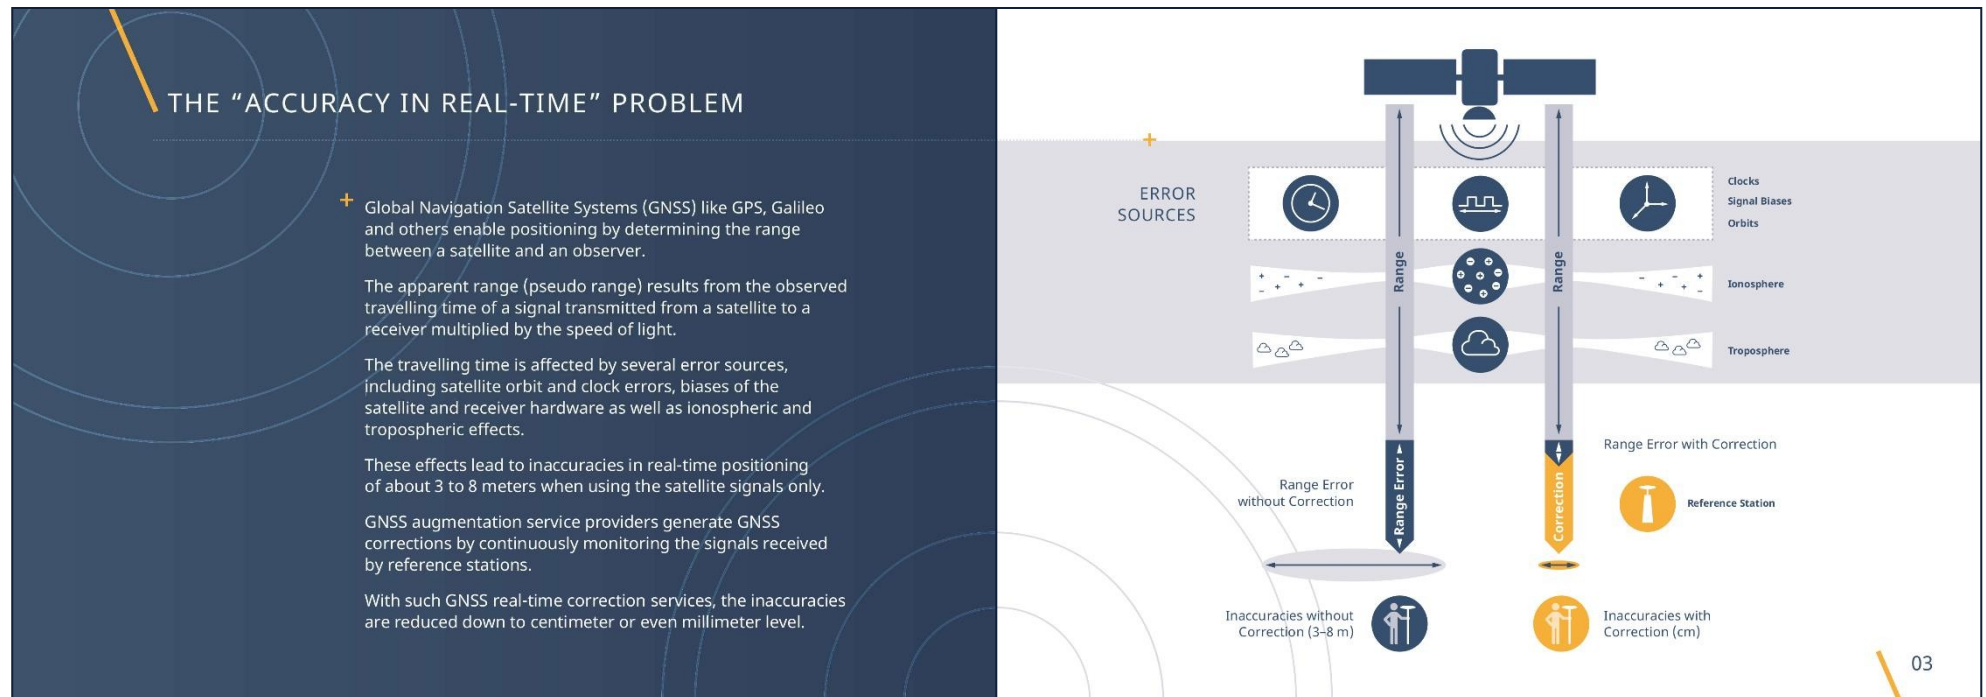 THE “ACCURACY IN REAL-TIME” PROBLEM
Global Navigation Satellite Systems (GNSS) like GPS, Galileo
and others enable positioning by determining the range
between a satellite and an observer.
The apparent range (pseudo range) results from the observed
travelling time of a signal transmitted from a satellite to a
receiver multiplied by the speed of light.
The travelling time is affected by several error sources,
including satellite orbit and clock errors, biases of the
satellite and receiver hardware as well as ionospheric and
tropospheric effects.
These effects lead to inaccuracies in real-time positioning
of about 3 to 8 meters when using the satellite signals only.
GNSS augmentation service providers generate GNSS
corrections by continuously monitoring the signals received
by reference stations.
With such GNSS real-time correction services, the inaccuracies
are reduced down to centimeter or even millimeter level.
ERROR
SOURCES
Clocks
Signal Biases
Orbits
Range
Range
Ionosphere
Troposphere
Range Error with Correction
Range Error
without Correction
Range Error
Correction
Reference Station
Inaccuracies without
Correction (3–8 m)
Inaccuracies with
Correction (cm)
03